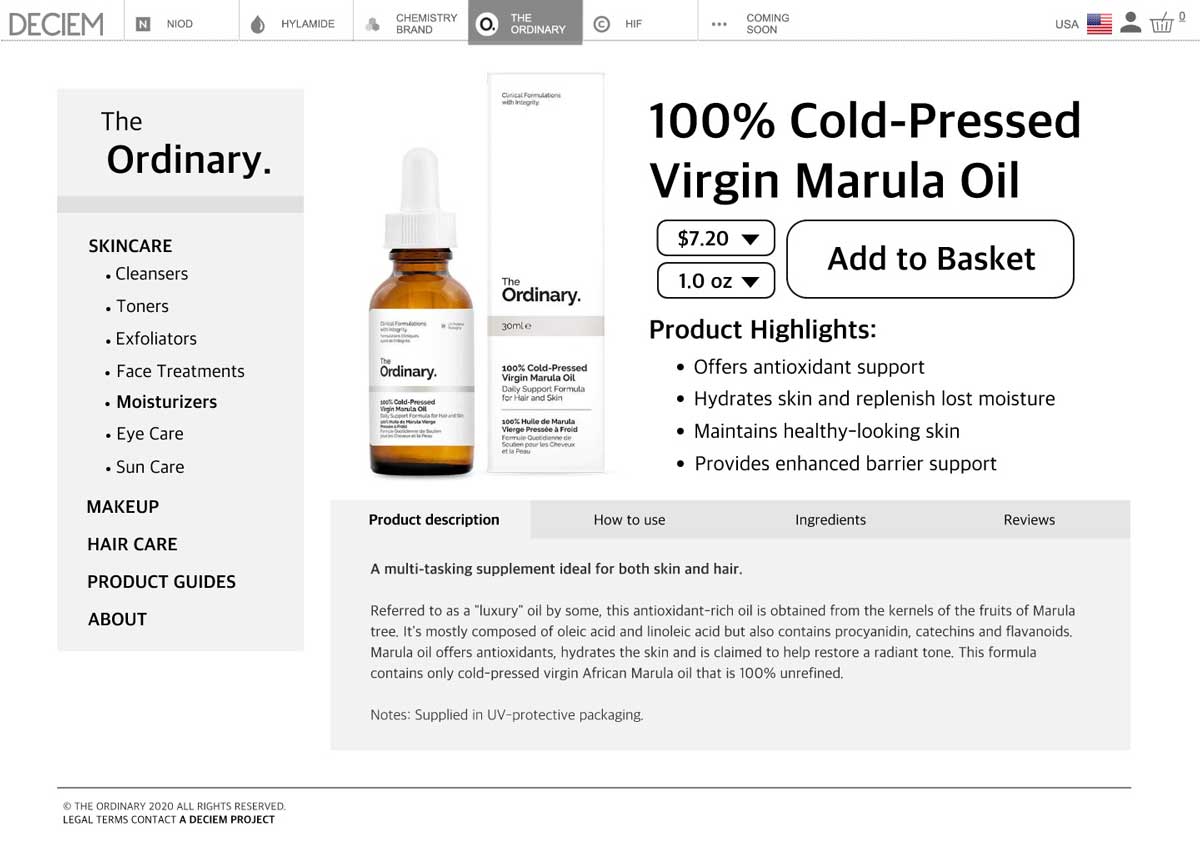 DECIEM
N NIOD
HYLAMIDE
CHEMISTRY
BRAND
O. THE
ORDINARY
C HIF
COMING
SOON
USA
0
The
Ordinary.
SKINCARE
• Cleansers
• Toners
• Exfoliators
• Face Treatments
• Moisturizers
• Eye Care
• Sun Care
MAKEUP
HAIR CARE
PRODUCT GUIDES
ABOUT
Clinical Formulations
with Integrity.
The
Ordinary.
100% Cold-Pressed
Virgin Marula Oil
Daily Support Formula for Hair and Skin
100% Huile de Marula
Vierge Pressée à Froid
Formule Quotidienne de Soutien
pour les Cheveux et la Peau
Clinical Formulations
with Integrity.
The
Ordinary.
30ml e
100% Cold-Pressed
Virgin Marula Oil
Daily Support Formula
for Hair and Skin
100% Huile de Marula
Vierge Pressée à Froid
Formule Quotidienne de
Soutien pour les Cheveux
et la Peau
100% Cold-Pressed
Virgin Marula Oil
$7.20
1.0 oz
Add to Basket
Product Highlights:
• Offers antioxidant support
• Hydrates skin and replenish lost moisture
• Maintains healthy-looking skin
• Provides enhanced barrier support
Product description
How to use
Ingredients
Reviews
A multi-tasking supplement ideal for both skin and hair.
Referred to as a "luxury" oil by some, this antioxidant-rich oil is obtained from the kernels of the fruits of Marula
tree. It's mostly composed of oleic acid and linoleic acid but also contains procyanidin, catechins and flavanoids.
Marula oil offers antioxidants, hydrates the skin and is claimed to help restore a radiant tone. This formula
contains only cold-pressed virgin African Marula oil that is 100% unrefined.
Notes: Supplied in UV-protective packaging.
© THE ORDINARY 2020 ALL RIGHTS RESERVED.
LEGAL TERMS CONTACT A DECIEM PROJECT